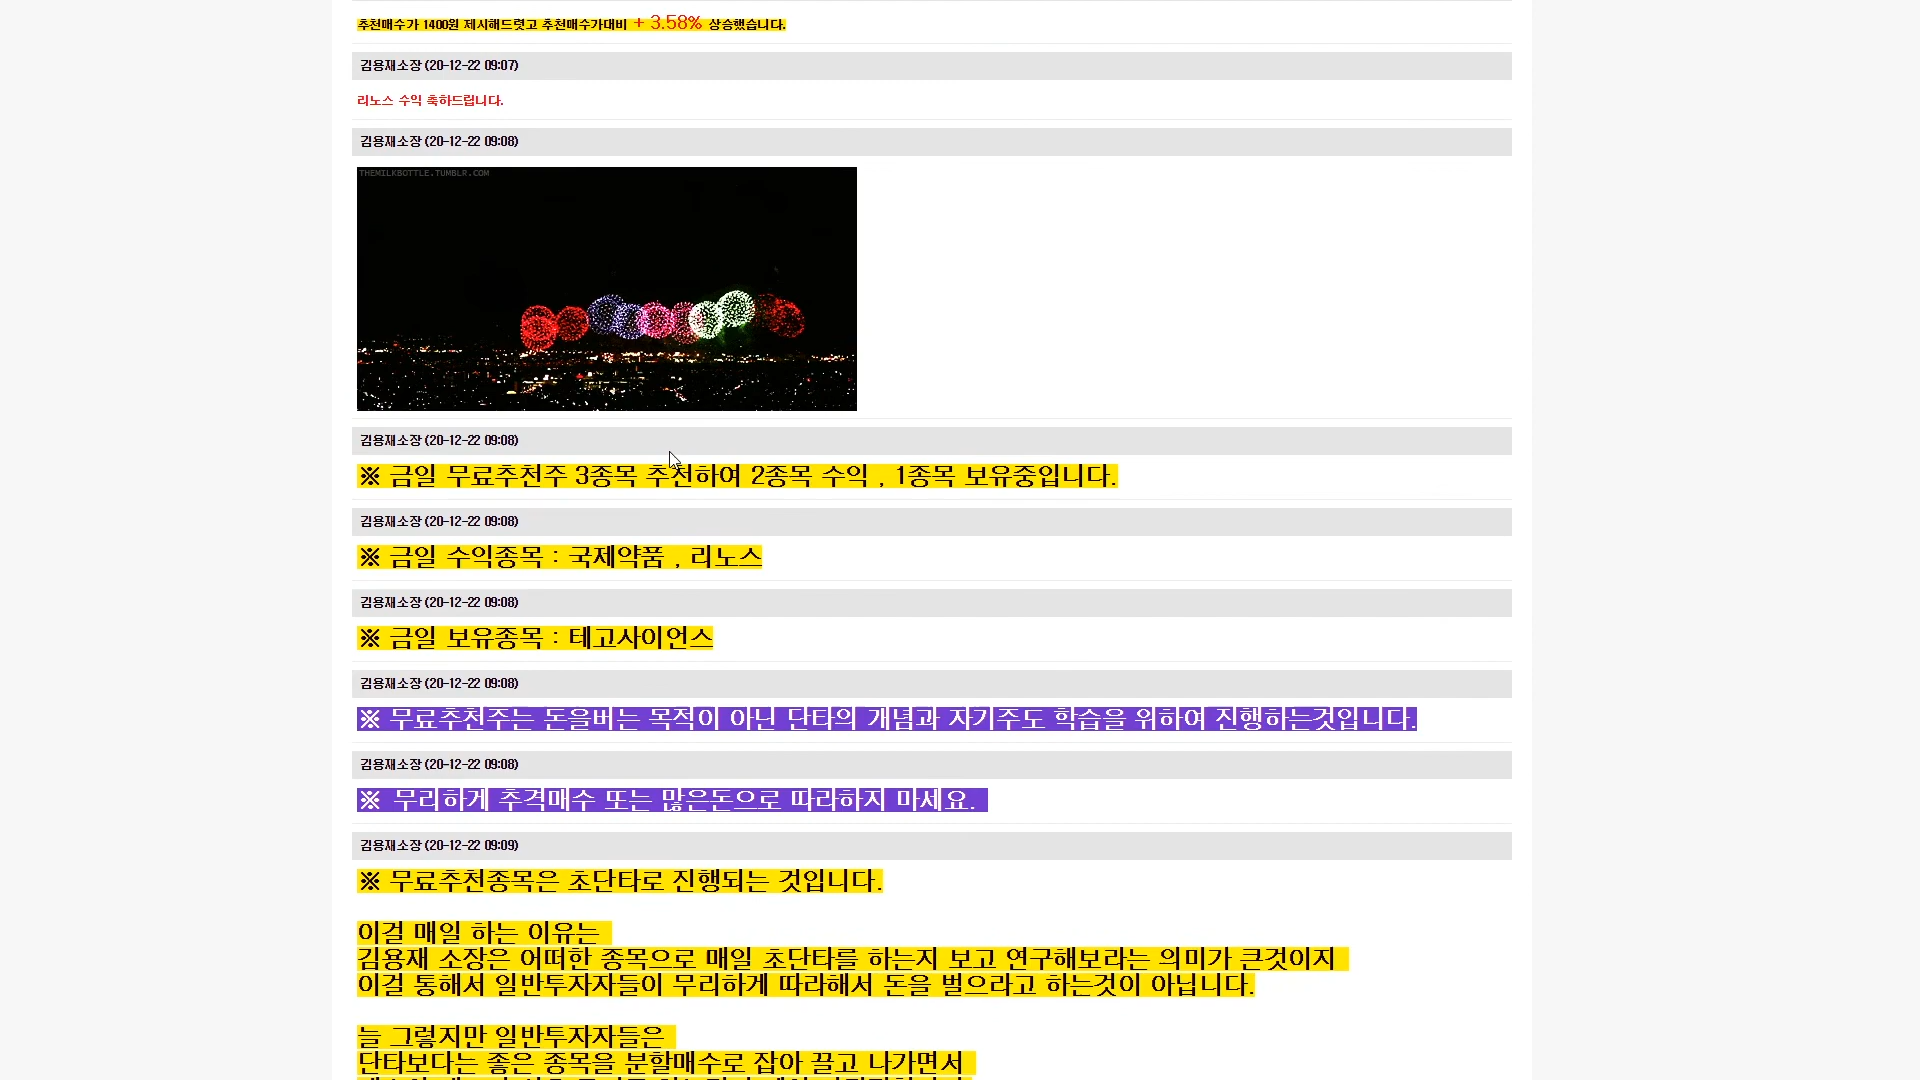 추천매수가 1400원 제시해드렷고 추천매수가대비 + 3.58% 상승했습니다.
김용재소장 (20-12-22 09:07)
리노스 수익 축하드립니다.
김용재소장 (20-12-22 09:08)
THEMILKBOTTLE.TUMBLR.COM
김용재소장 (20-12-22 09:08)
※ 금일 무료추천주 3종목 추천하여 2종목 수익 , 1종목 보유중입니다.
김용재소장 (20-12-22 09:08)
※ 금일 수익종목 : 국제약품 , 리노스
김용재소장 (20-12-22 09:08)
※ 금일 보유종목 : 테고사이언스
김용재소장 (20-12-22 09:08)
※ 무료추천주는 돈을버는 목적이 아닌 단타의 개념과 자기주도 학습을 위하여 진행하는것입니다.
김용재소장 (20-12-22 09:08)
※ 무리하게 추격매수 또는 많은돈으로 따라하지 마세요.
김용재소장 (20-12-22 09:09)
※ 무료추천종목은 초단타로 진행되는 것입니다.
이걸 매일 하는 이유는
김용재 소장은 어떠한 종목으로 매일 초단타를 하는지 보고 연구해보라는 의미가 큰것이지
이걸 통해서 일반투자자들이 무리하게 따라해서 돈을 벌으라고 하는것이 아닙니다.
늘 그렇지만 일반투자자들은
단타보다는 좋은 종목을 분할매수로 잡아 끌고 나가면서